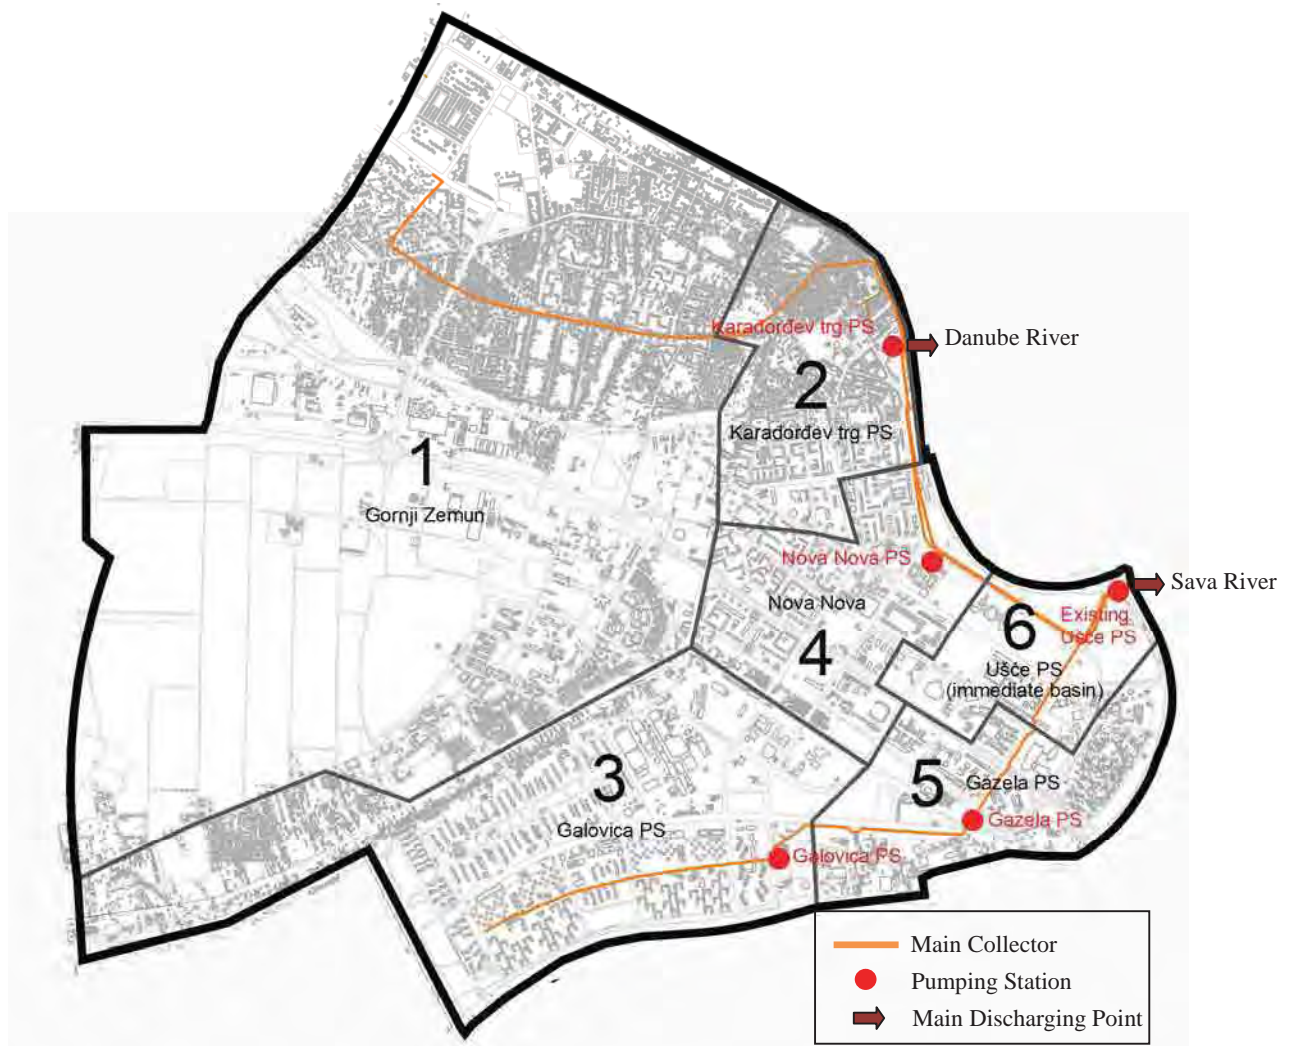 Karadorđev trg PS
Danube River
2
Karadorđev trg PS
1
Gornji Zemun
Nova Nova PS
Nova Nova
4
Sava River
Existing
Ušće PS
6
Ušće PS
(immediate basin)
3
Galovica PS
5
Gazela PS
Gazela PS
Galovica PS
Main Collector
Pumping Station
Main Discharging Point